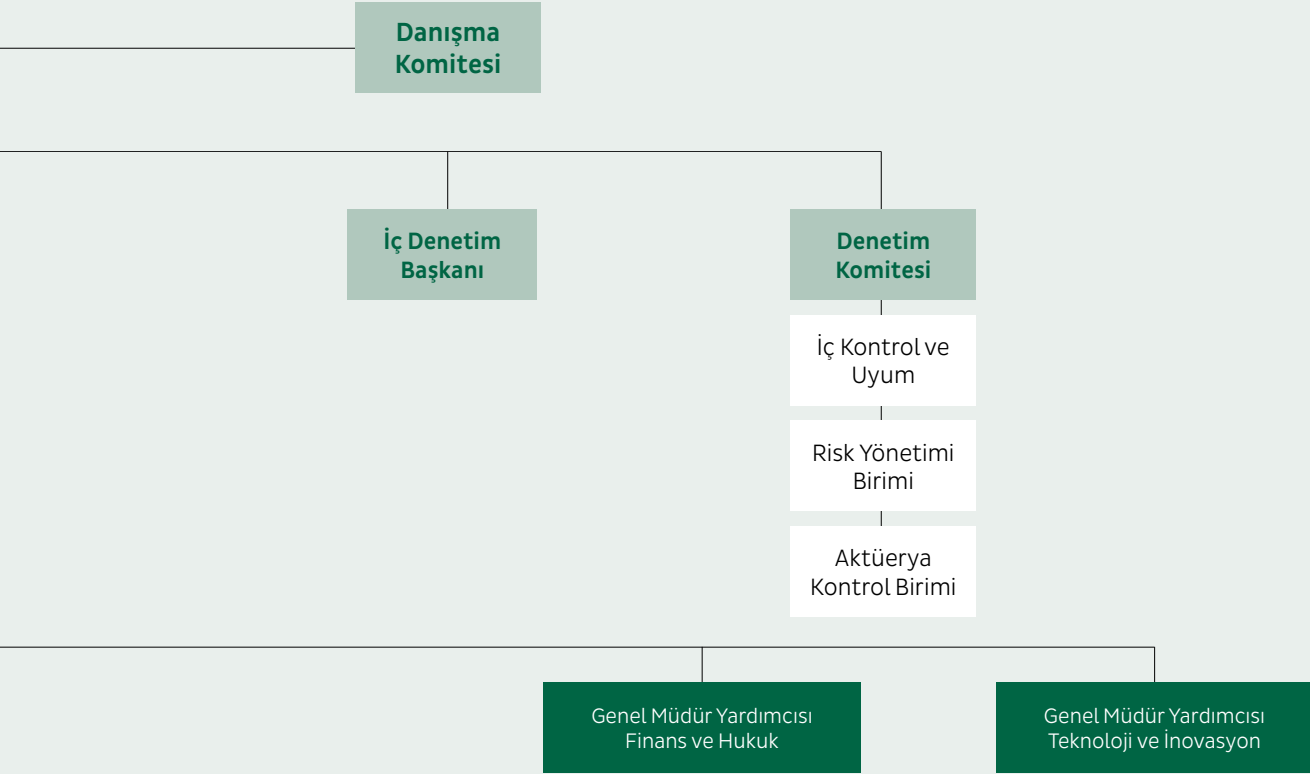 Danışma
Komitesi
İç Denetim
Başkanı
Denetim
Komitesi
İç Kontrol ve
Uyum
Risk Yönetimi
Birimi
Aktüerya
Kontrol Birimi
Genel Müdür Yardımcısı
Finans ve Hukuk
Genel Müdür Yardımcısı
Teknoloji ve İnovasyon